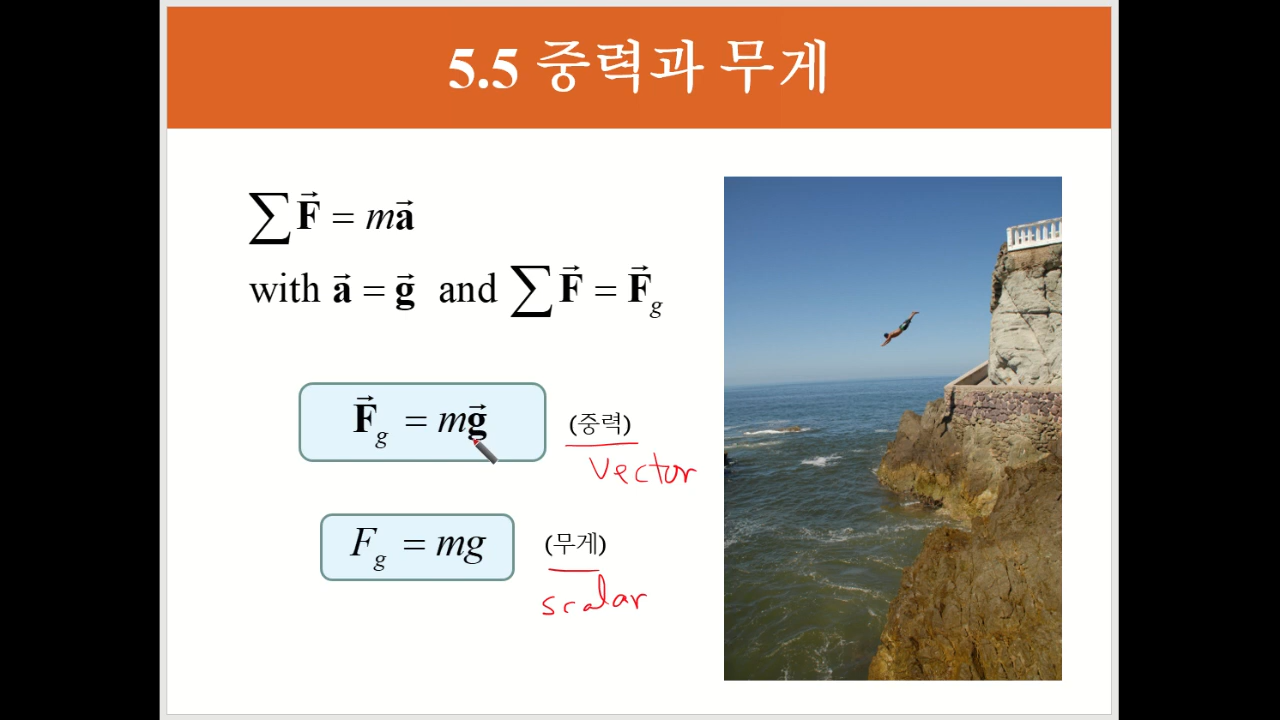 5.5 중력과 무게
∑F⃗ = ma⃗
with a⃗ = g⃗ and ∑F⃗ = F⃗g
F⃗g = mg⃗ (중력)
vector
Fg = mg (무게)
scalar